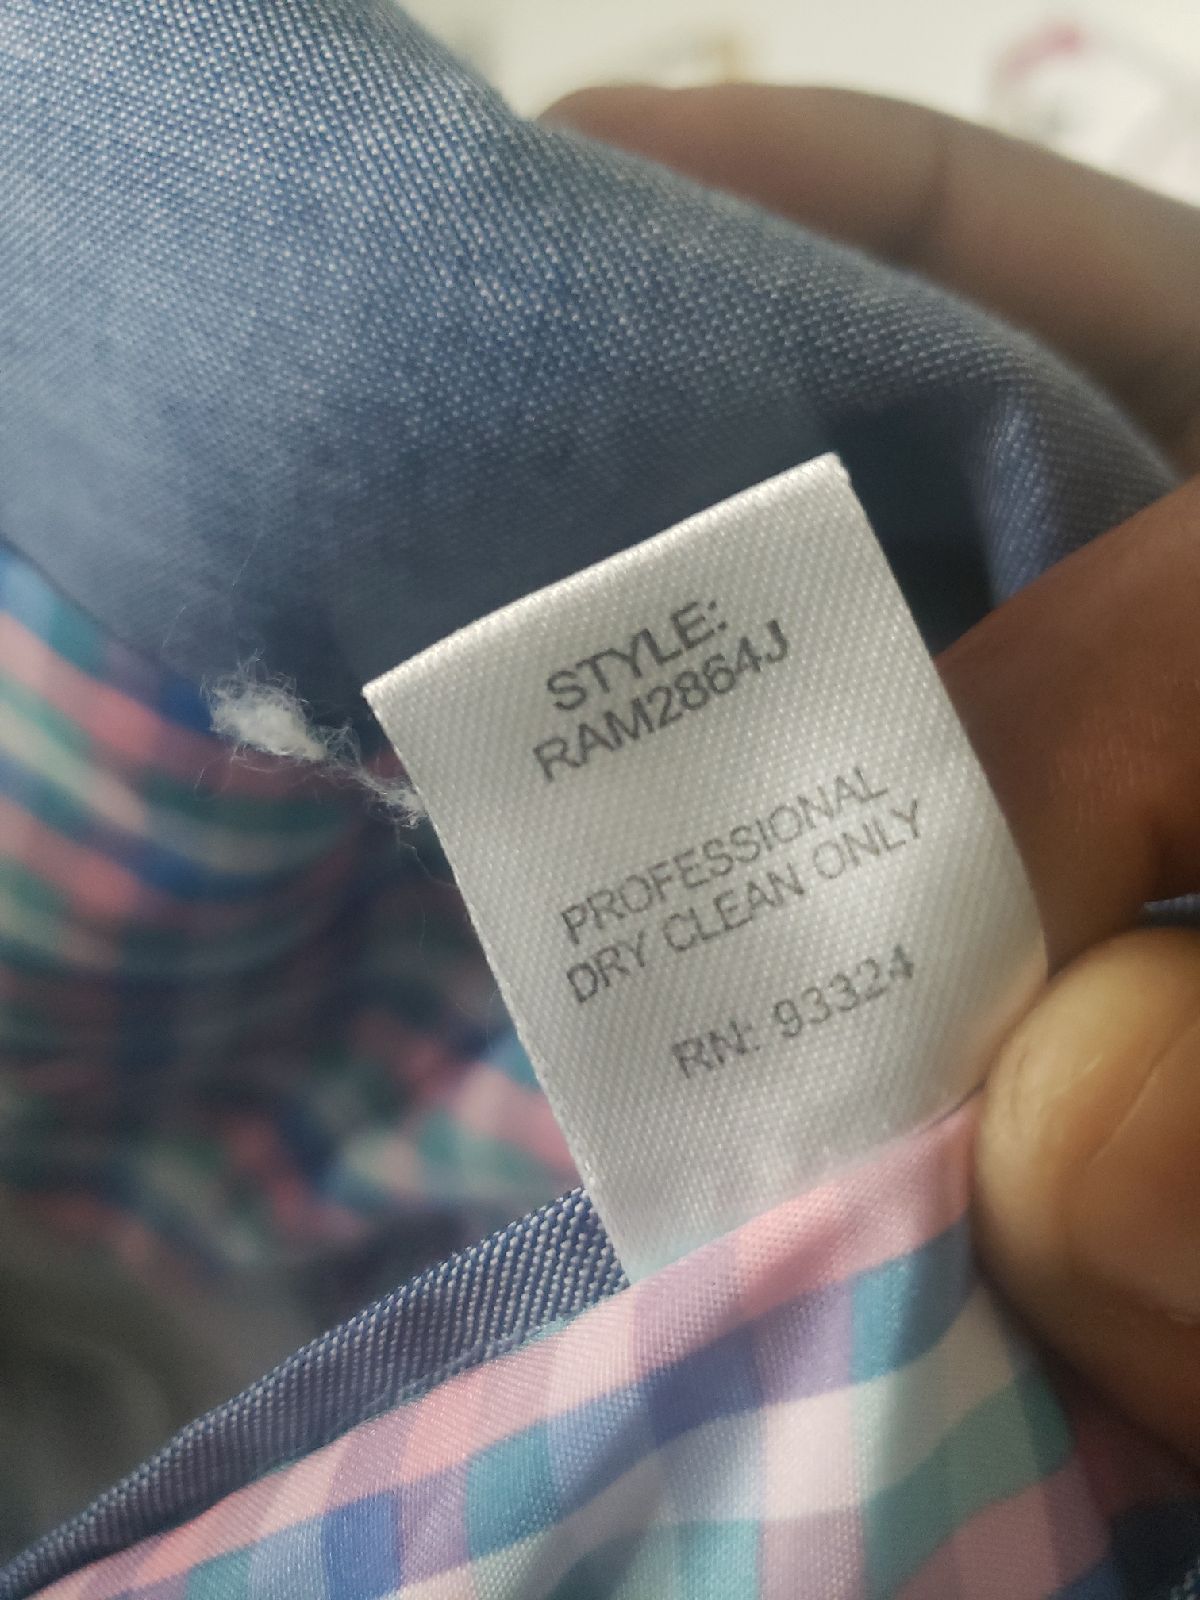 STYLE:
RAM2864J
PROFESSIONAL
DRY CLEAN ONLY
RN: 93324